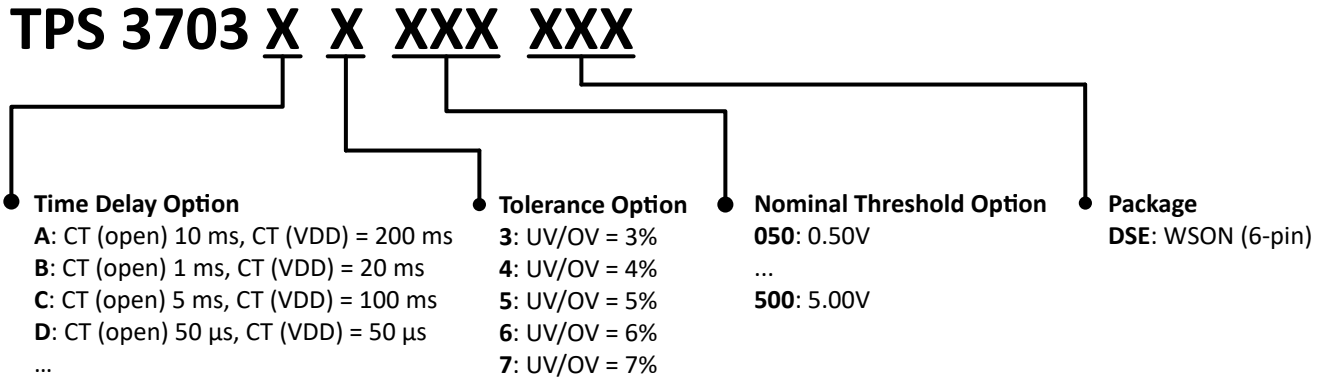 TPS 3703 X X XXX XXX
Time Delay Option
A: CT (open) 10 ms, CT (VDD) = 200 ms
B: CT (open) 1 ms, CT (VDD) = 20 ms
C: CT (open) 5 ms, CT (VDD) = 100 ms
D: CT (open) 50 µs, CT (VDD) = 50 µs
...
Tolerance Option
3: UV/OV = 3%
4: UV/OV = 4%
5: UV/OV = 5%
6: UV/OV = 6%
7: UV/OV = 7%
Nominal Threshold Option
050: 0.50V
...
500: 5.00V
Package
DSE: WSON (6-pin)